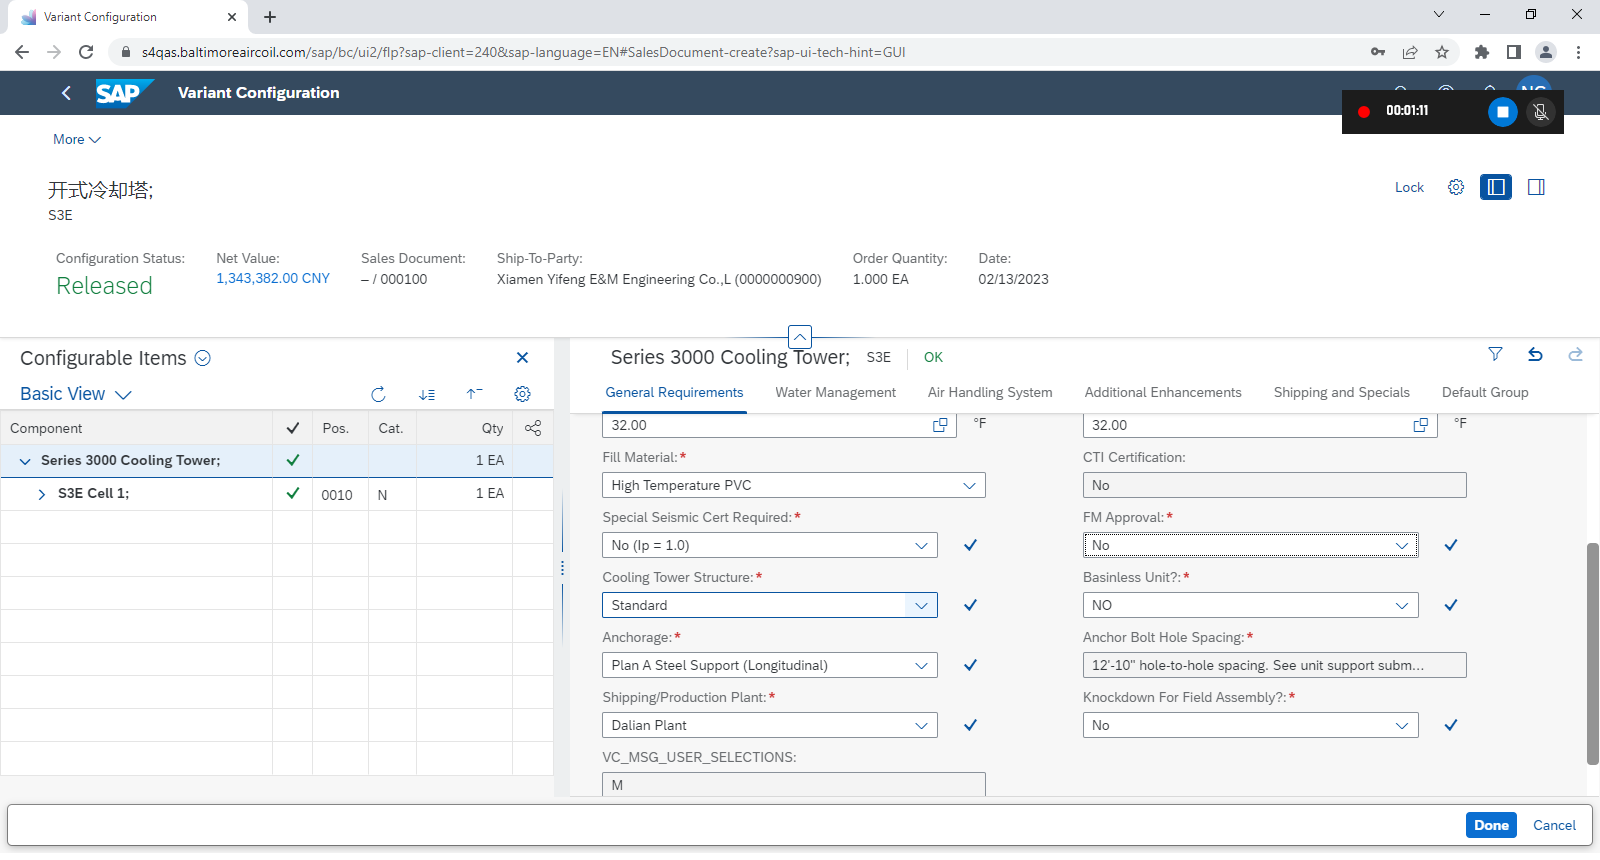 Variant Configuration
s4qas.baltimoreaircoil.com/sap/bc/ui2/flp?sap-client=240&sap-language=EN#SalesDocument-create?sap-ui-tech-hint=GUI
SAP Variant Configuration
00:01:11
More
开式冷却塔;
S3E
Lock
Configuration Status: Net Value: Sales Document: Ship-To-Party: Order Quantity: Date:
Released 1,343,382.00 CNY – / 000100 Xiamen Yifeng E&M Engineering Co.,L (0000000900) 1.000 EA 02/13/2023
Configurable Items
Series 3000 Cooling Tower; S3E OK
Basic View
General Requirements Water Management Air Handling System Additional Enhancements Shipping and Specials Default Group
Component Pos. Cat. Qty
Series 3000 Cooling Tower; 1 EA
S3E Cell 1; 0010 N 1 EA
32.00 °F 32.00 °F
Fill Material:* CTI Certification:
High Temperature PVC No
Special Seismic Cert Required:* FM Approval:*
No (Ip = 1.0) No
Cooling Tower Structure:* Basinless Unit?:*
Standard NO
Anchorage:* Anchor Bolt Hole Spacing:*
Plan A Steel Support (Longitudinal) 12'-10" hole-to-hole spacing. See unit support subm...
Shipping/Production Plant:* Knockdown For Field Assembly?:*
Dalian Plant No
VC_MSG_USER_SELECTIONS:
M
Done Cancel